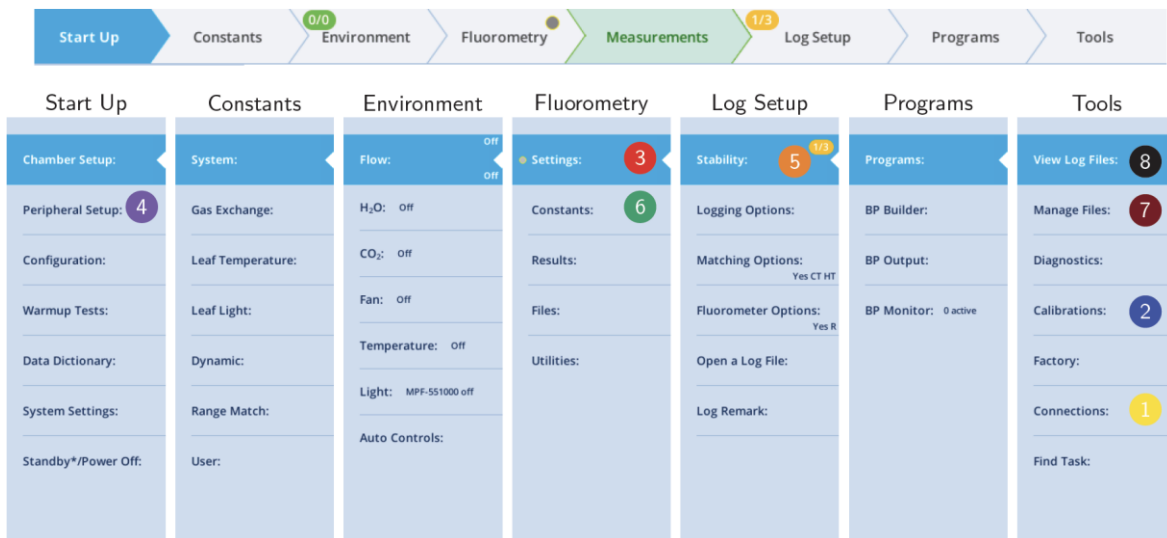 0/0
1/3
Start Up
Constants
Environment
Fluorometry
Measurements
Log Setup
Programs
Tools
Start Up
Constants
Environment
Fluorometry
Log Setup
Programs
Tools
Chamber Setup:
Peripheral Setup: 4
Configuration:
Warmup Tests:
Data Dictionary:
System Settings:
Standby*/Power Off:
System:
Gas Exchange:
Leaf Temperature:
Leaf Light:
Dynamic:
Range Match:
User:
Off
Flow:
Off
H₂O: Off
CO₂: Off
Fan: Off
Temperature: Off
Light: MPF-551000 off
Auto Controls:
Settings: 3
Constants: 6
Results:
Files:
Utilities:
1/3
Stability: 5
Logging Options:
Matching Options:
Yes CT HT
Fluorometer Options:
Yes R
Open a Log File:
Log Remark:
Programs:
BP Builder:
BP Output:
BP Monitor: 0 active
View Log Files: 8
Manage Files: 7
Diagnostics:
Calibrations: 2
Factory:
Connections: 1
Find Task: